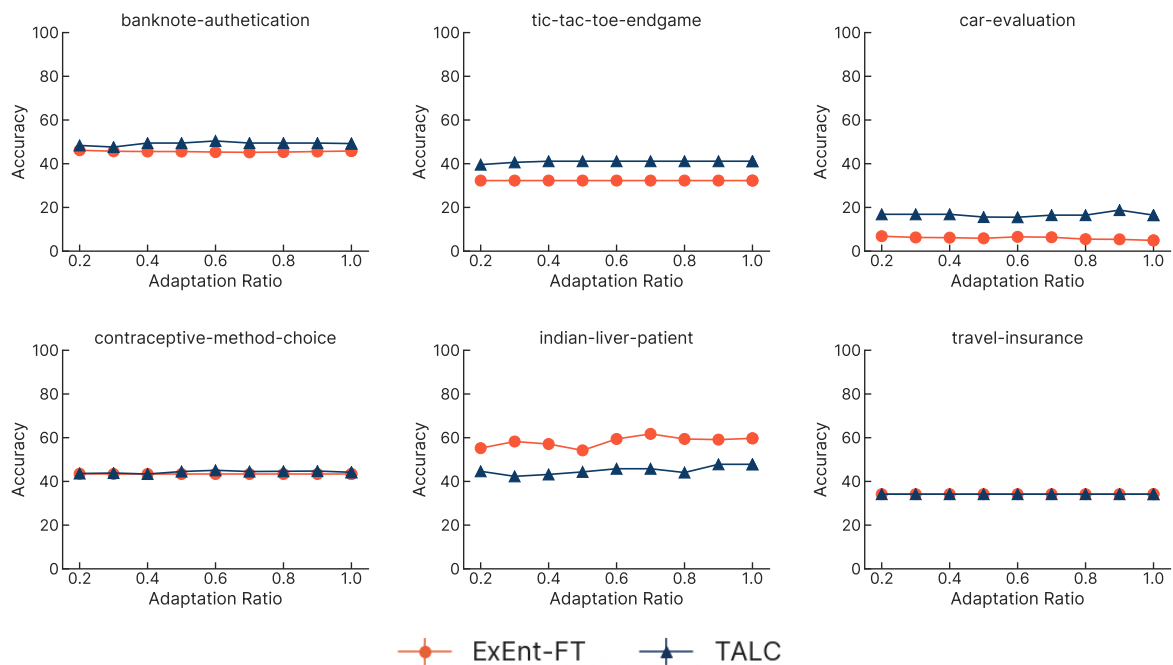 banknote-authetication
100
80
60
40
20
0
Accuracy
0.2 0.4 0.6 0.8 1.0
Adaptation Ratio
tic-tac-toe-endgame
100
80
60
40
20
0
Accuracy
0.2 0.4 0.6 0.8 1.0
Adaptation Ratio
car-evaluation
100
80
60
40
20
0
Accuracy
0.2 0.4 0.6 0.8 1.0
Adaptation Ratio
contraceptive-method-choice
100
80
60
40
20
0
Accuracy
0.2 0.4 0.6 0.8 1.0
Adaptation Ratio
indian-liver-patient
100
80
60
40
20
0
Accuracy
0.2 0.4 0.6 0.8 1.0
Adaptation Ratio
travel-insurance
100
80
60
40
20
0
Accuracy
0.2 0.4 0.6 0.8 1.0
Adaptation Ratio
ExEnt-FT TALC